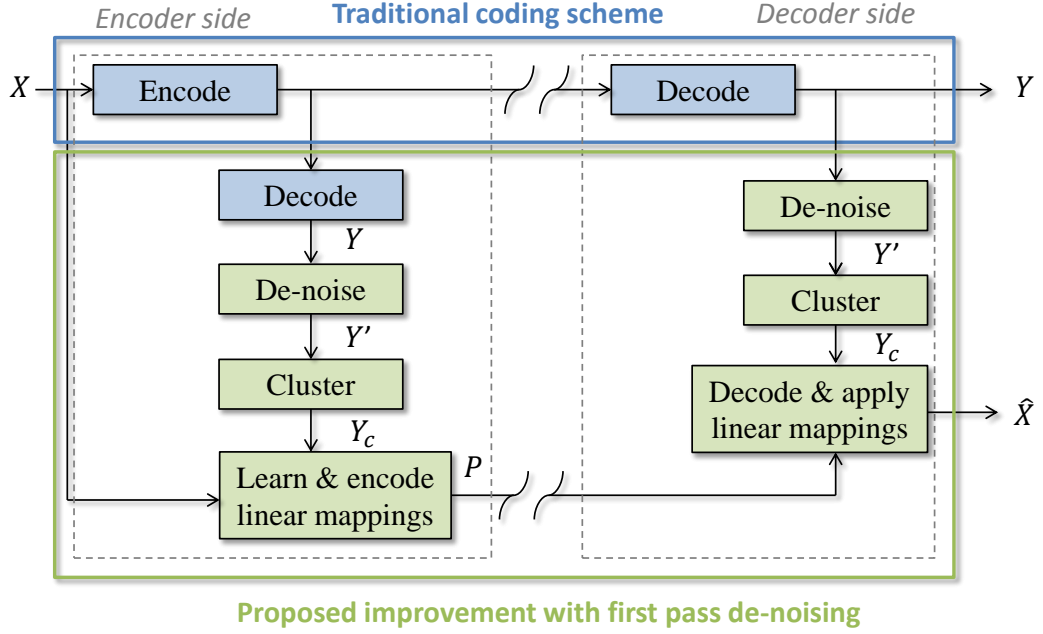 Encoder side
Traditional coding scheme
Decoder side
X
Encode
Decode
Y
Decode
De-noise
Y
Y'
De-noise
Cluster
Y'
Y_c
Cluster
Decode & apply
linear mappings
X̂
Y_c
P
Learn & encode
linear mappings
Proposed improvement with first pass de-noising